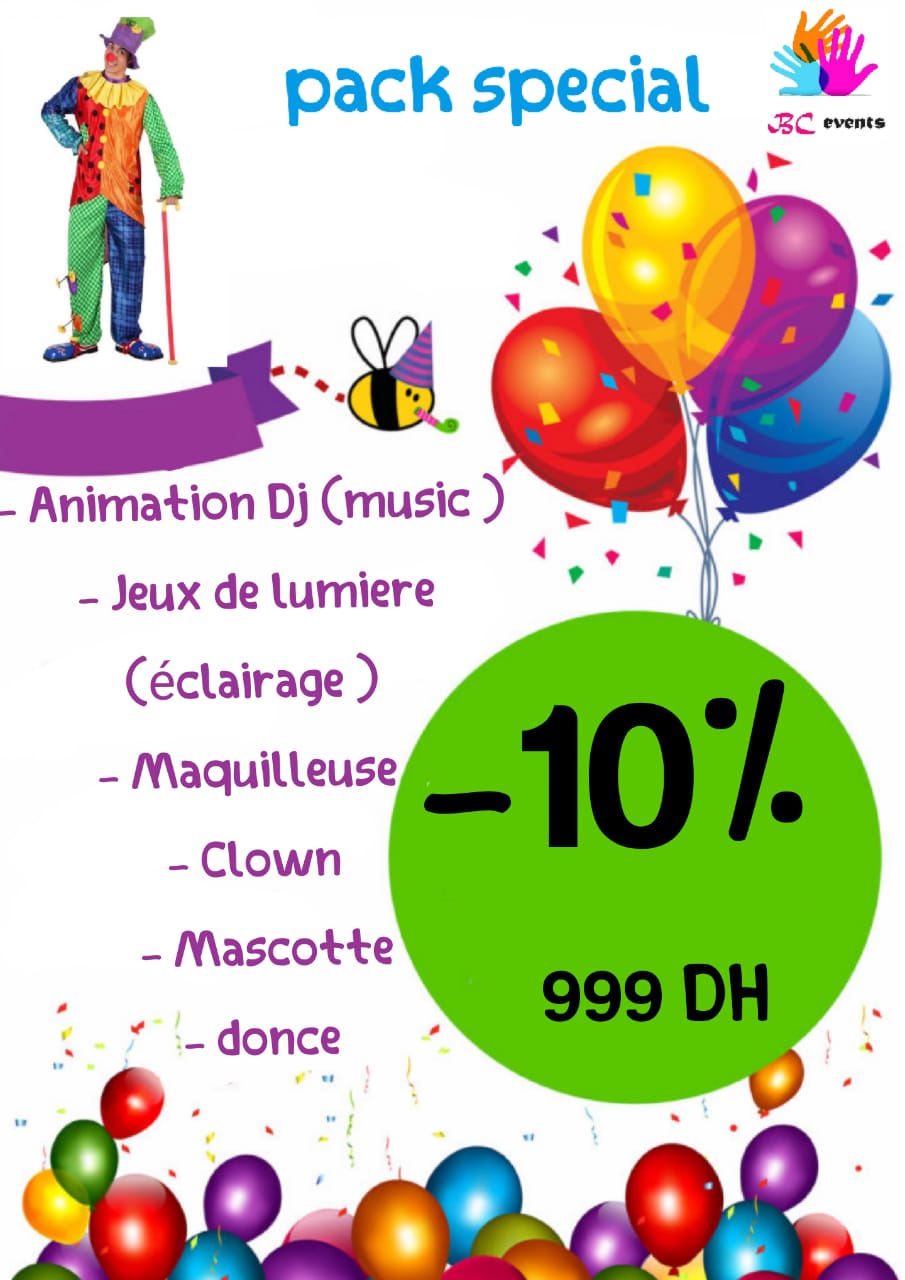 pack special
BC events
- Animation Dj (music )
- Jeux de lumiere
(éclairage )
- Maquilleuse
- Clown
- Mascotte
- donce
-10%
999 DH